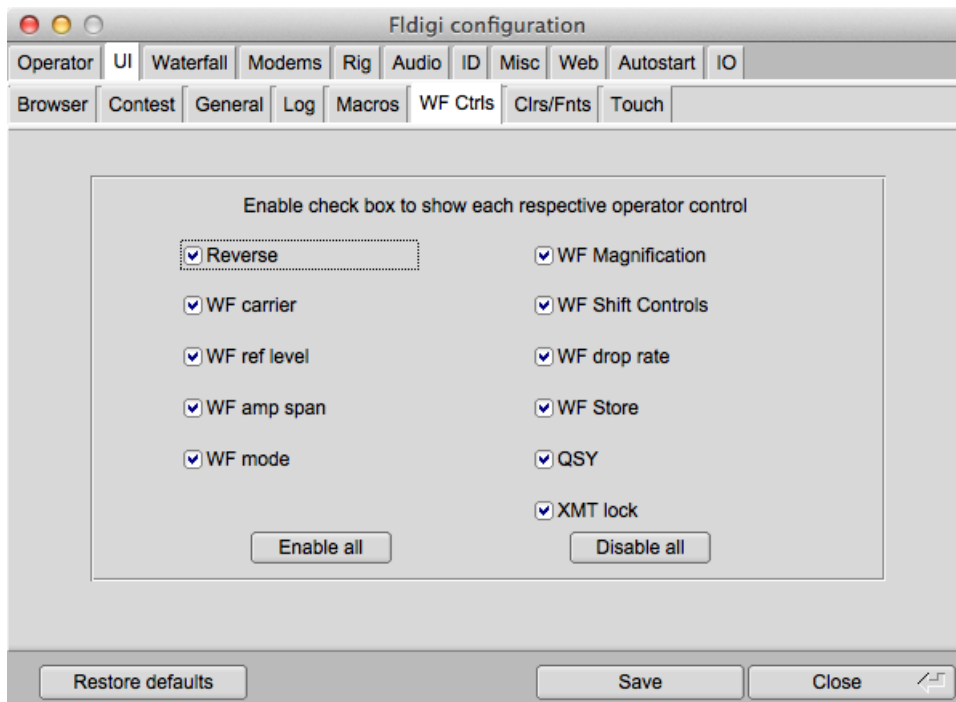 Fldigi configuration
Operator UI Waterfall Modems Rig Audio ID Misc Web Autostart IO
Browser Contest General Log Macros WF Ctrls Clrs/Fnts Touch
Enable check box to show each respective operator control
Reverse WF Magnification
WF carrier WF Shift Controls
WF ref level WF drop rate
WF amp span WF Store
WF mode QSY
XMT lock
Enable all Disable all
Restore defaults Save Close